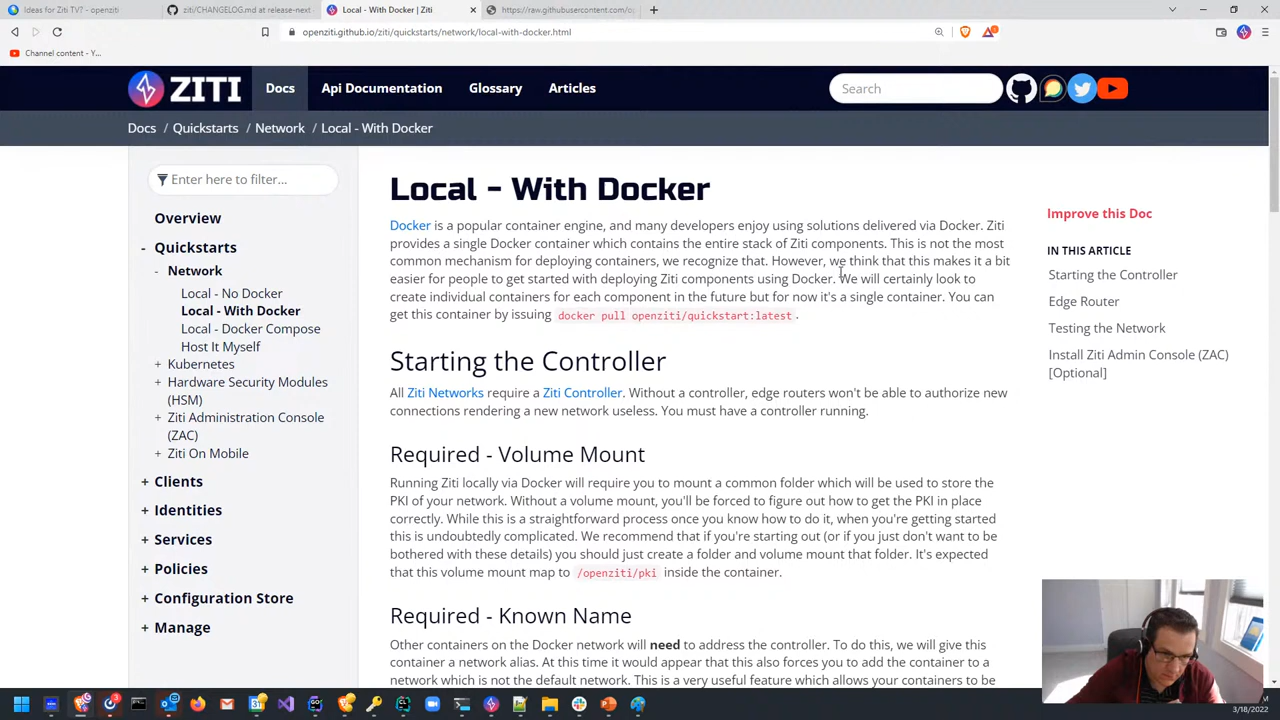 Ideas for Ziti TV? - openziti
ziti/CHANGELOG.md at release-next
Local - With Docker | Ziti
https://raw.githubusercontent.com/o
openziti.github.io/ziti/quickstarts/network/local-with-docker.html
Channel content - Y...
ZITI
Docs
Api Documentation
Glossary
Articles
Search
Docs / Quickstarts / Network / Local - With Docker
Enter here to filter...
Overview
- Quickstarts
- Network
Local - No Docker
Local - With Docker
Local - Docker Compose
Host It Myself
+ Kubernetes
+ Hardware Security Modules
(HSM)
+ Ziti Administration Console
(ZAC)
+ Ziti On Mobile
+ Clients
+ Identities
+ Services
+ Policies
+ Configuration Store
+ Manage
Local - With Docker
Docker is a popular container engine, and many developers enjoy using solutions delivered via Docker. Ziti
provides a single Docker container which contains the entire stack of Ziti components. This is not the most
common mechanism for deploying containers, we recognize that. However, we think that this makes it a bit
easier for people to get started with deploying Ziti components using Docker. We will certainly look to
create individual containers for each component in the future but for now it's a single container. You can
get this container by issuing docker pull openziti/quickstart:latest .
Starting the Controller
All Ziti Networks require a Ziti Controller. Without a controller, edge routers won't be able to authorize new
connections rendering a new network useless. You must have a controller running.
Required - Volume Mount
Running Ziti locally via Docker will require you to mount a common folder which will be used to store the
PKI of your network. Without a volume mount, you'll be forced to figure out how to get the PKI in place
correctly. While this is a straightforward process once you know how to do it, when you're getting started
this is undoubtedly complicated. We recommend that if you're starting out (or if you just don't want to be
bothered with these details) you should just create a folder and volume mount that folder. It's expected
that this volume mount map to /openziti/pki inside the container.
Required - Known Name
Other containers on the Docker network will need to address the controller. To do this, we will give this
container a network alias. At this time it would appear that this also forces you to add the container to a
network which is not the default network. This is a very useful feature which allows your containers to be
Improve this Doc
IN THIS ARTICLE
Starting the Controller
Edge Router
Testing the Network
Install Ziti Admin Console (ZAC)
[Optional]
3/18/2022